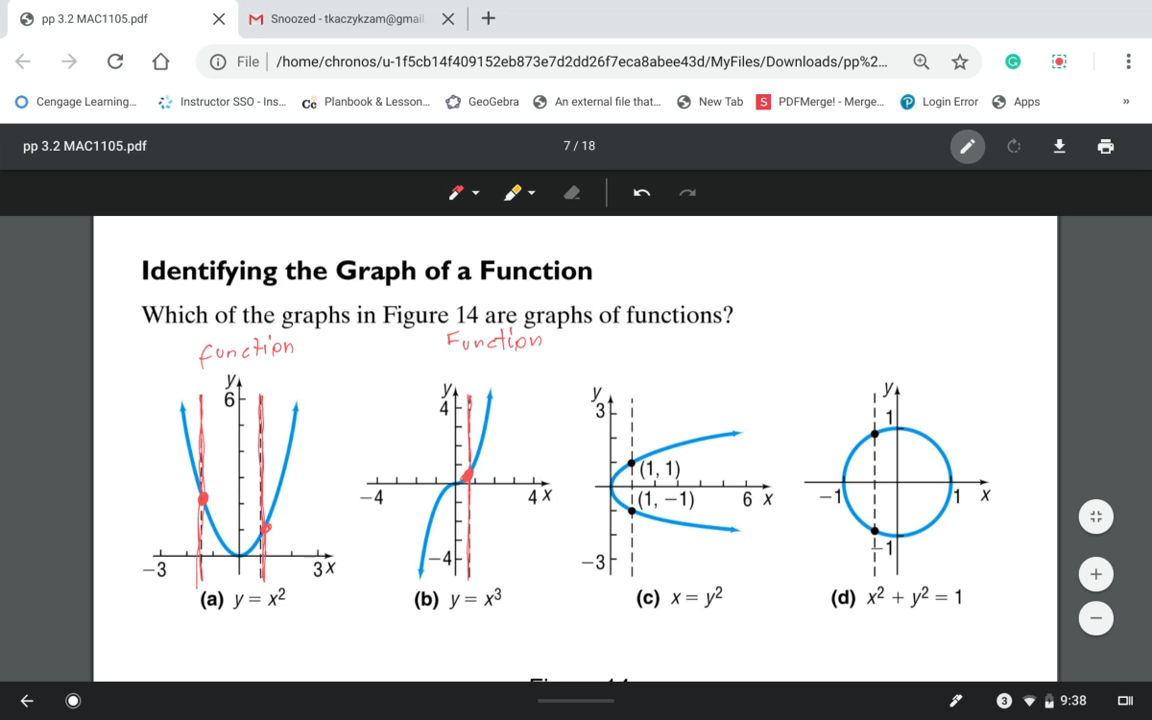 pp 3.2 MAC1105.pdf
Snoozed - tkaczykzam@gmail
File
/home/chronos/u-1f5cb14f409152eb873e7d2dd26f7eca8abee43d/MyFiles/Downloads/pp%2...
Cengage Learning...
Instructor SSO - Ins...
Cc Planbook & Lesson...
GeoGebra
An external file that...
New Tab
S PDFMerge! - Merge...
Login Error
Apps
»
pp 3.2 MAC1105.pdf
7 / 18
Identifying the Graph of a Function
Which of the graphs in Figure 14 are graphs of functions?
function
Function
y
6
−3
3 x
(a) y = x²
y
4
−4
4 x
−4
(b) y = x³
y
3
(1, 1)
(1, −1)
6 x
−3
(c) x = y²
y
1
−1
1 x
−1
(d) x² + y² = 1
3
9:38